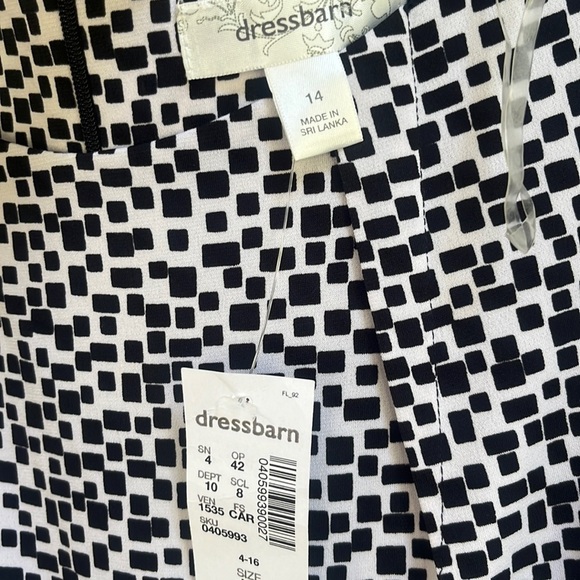 dressbarn
14
MADE IN
SRI LANKA
FL_92
dressbarn
SN OP
4 42
DEPT SCL
10 8
VEN FS
1535 CAR
SKU
0405993
040599390027
4-16
SIZE